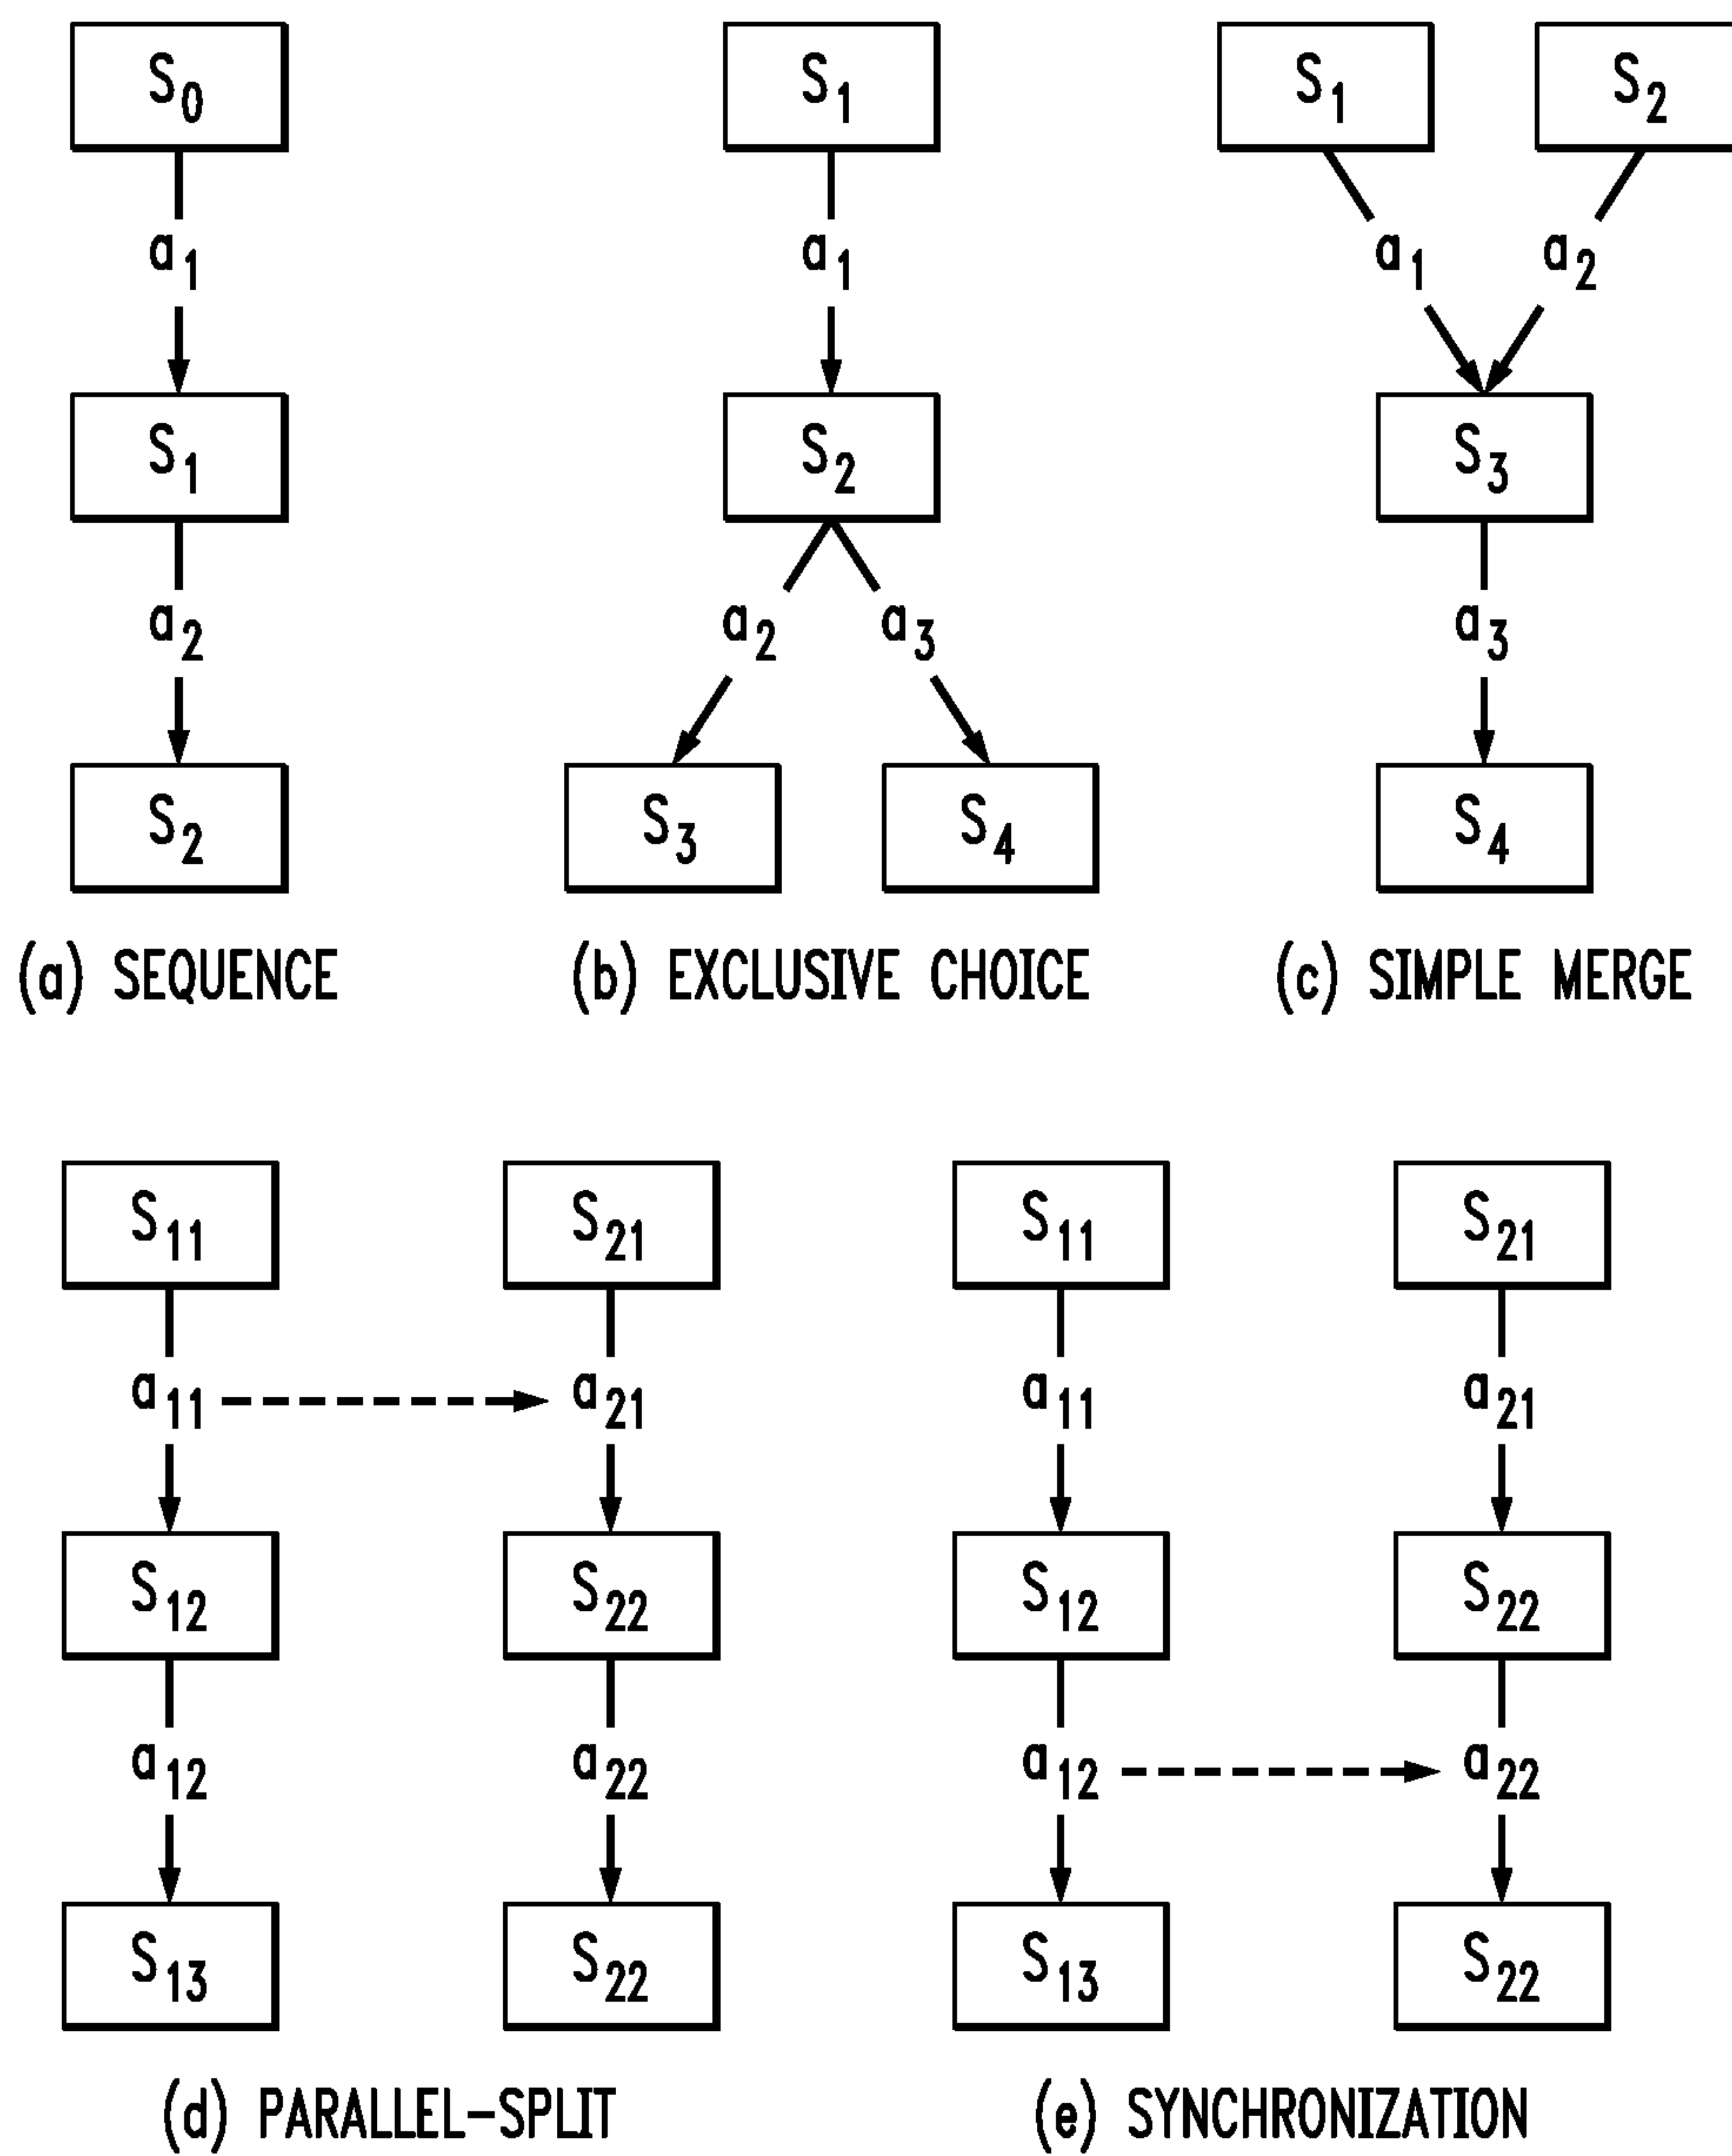 S₀ S₁ S₁ S₂
a₁ a₁ a₁ a₂
S₁ S₂ S₃
a₂ a₂ a₃ a₃
S₂ S₃ S₄ S₄
(a) SEQUENCE (b) EXCLUSIVE CHOICE (c) SIMPLE MERGE
S₁₁ S₂₁ S₁₁ S₂₁
a₁₁ a₂₁ a₁₁ a₂₁
S₁₂ S₂₂ S₁₂ S₂₂
a₁₂ a₂₂ a₁₂ a₂₂
S₁₃ S₂₂ S₁₃ S₂₂
(d) PARALLEL-SPLIT (e) SYNCHRONIZATION